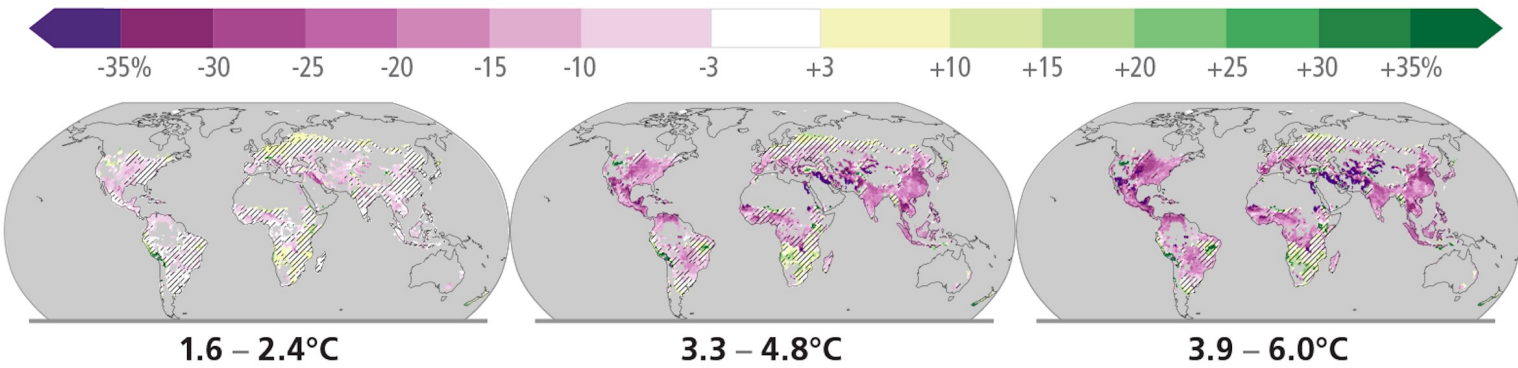 -35% -30 -25 -20 -15 -10 -3 +3 +10 +15 +20 +25 +30 +35%
1.6 – 2.4°C 3.3 – 4.8°C 3.9 – 6.0°C